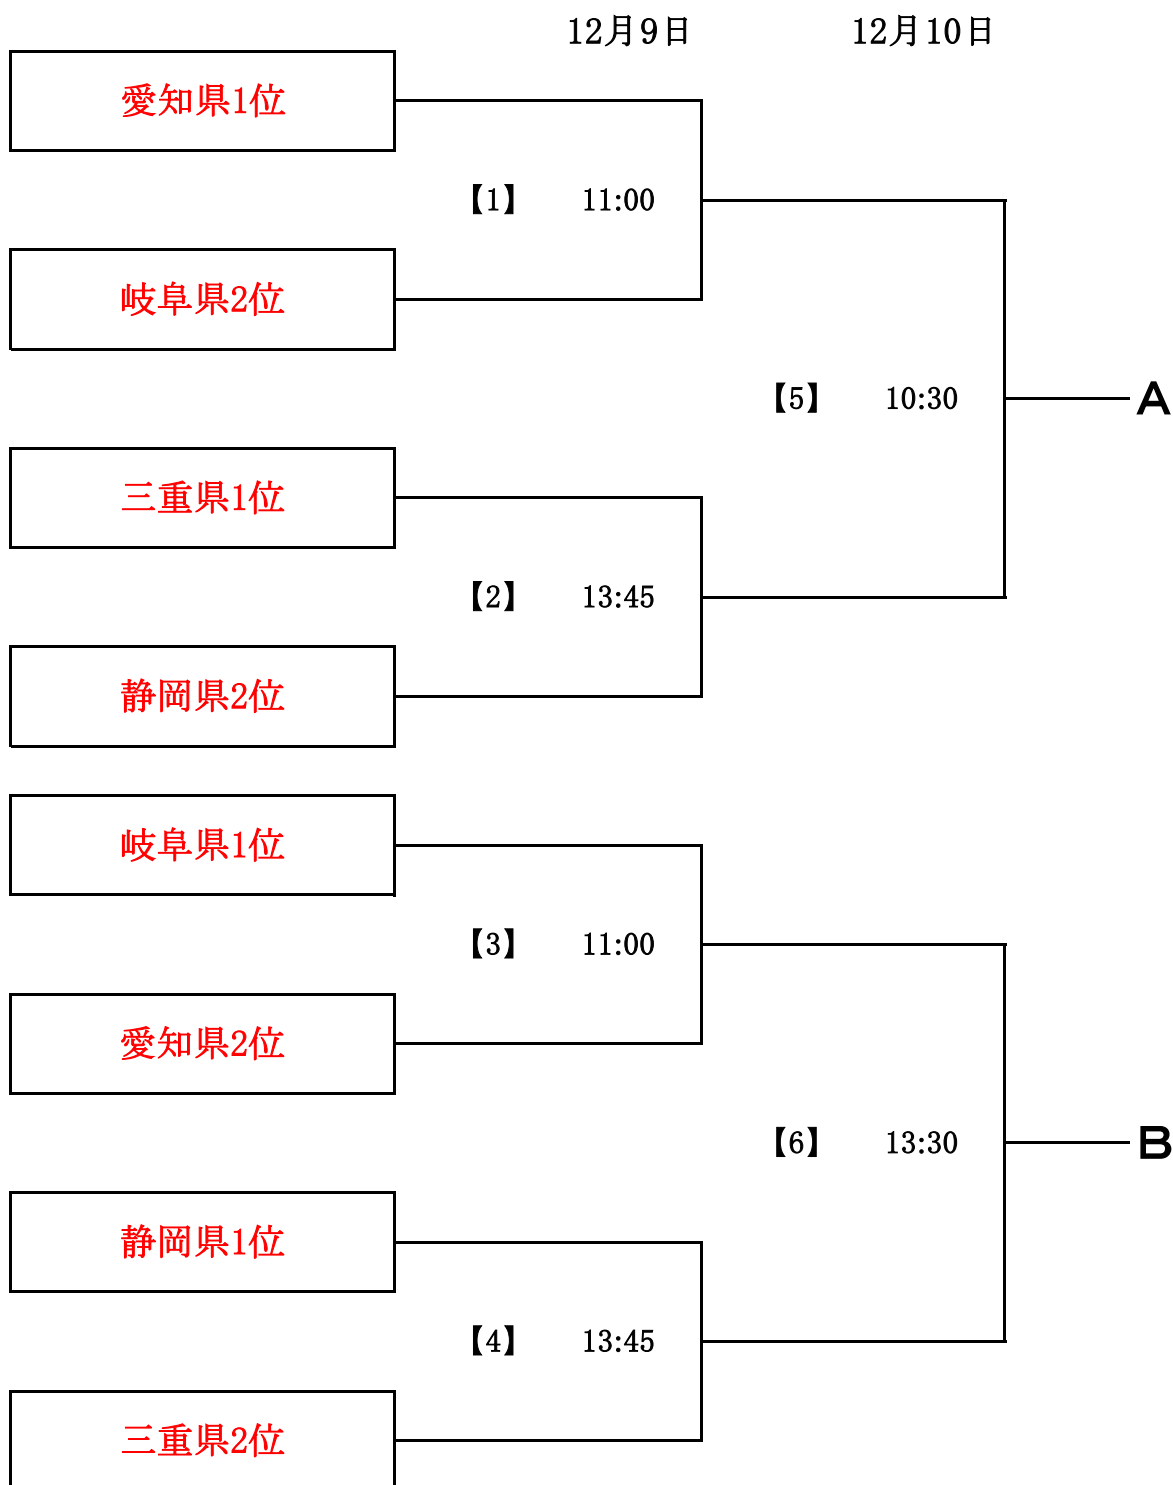 12月9日 12月10日
愛知県1位
【1】 11:00
岐阜県2位
【5】 10:30 A
三重県1位
【2】 13:45
静岡県2位
岐阜県1位
【3】 11:00
愛知県2位
【6】 13:30 B
静岡県1位
【4】 13:45
三重県2位